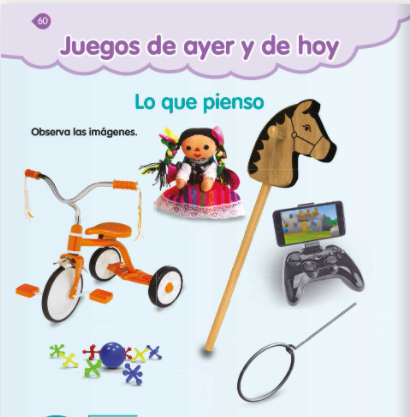 60
Juegos de ayer y de hoy
Lo que pienso
Observa las imágenes.